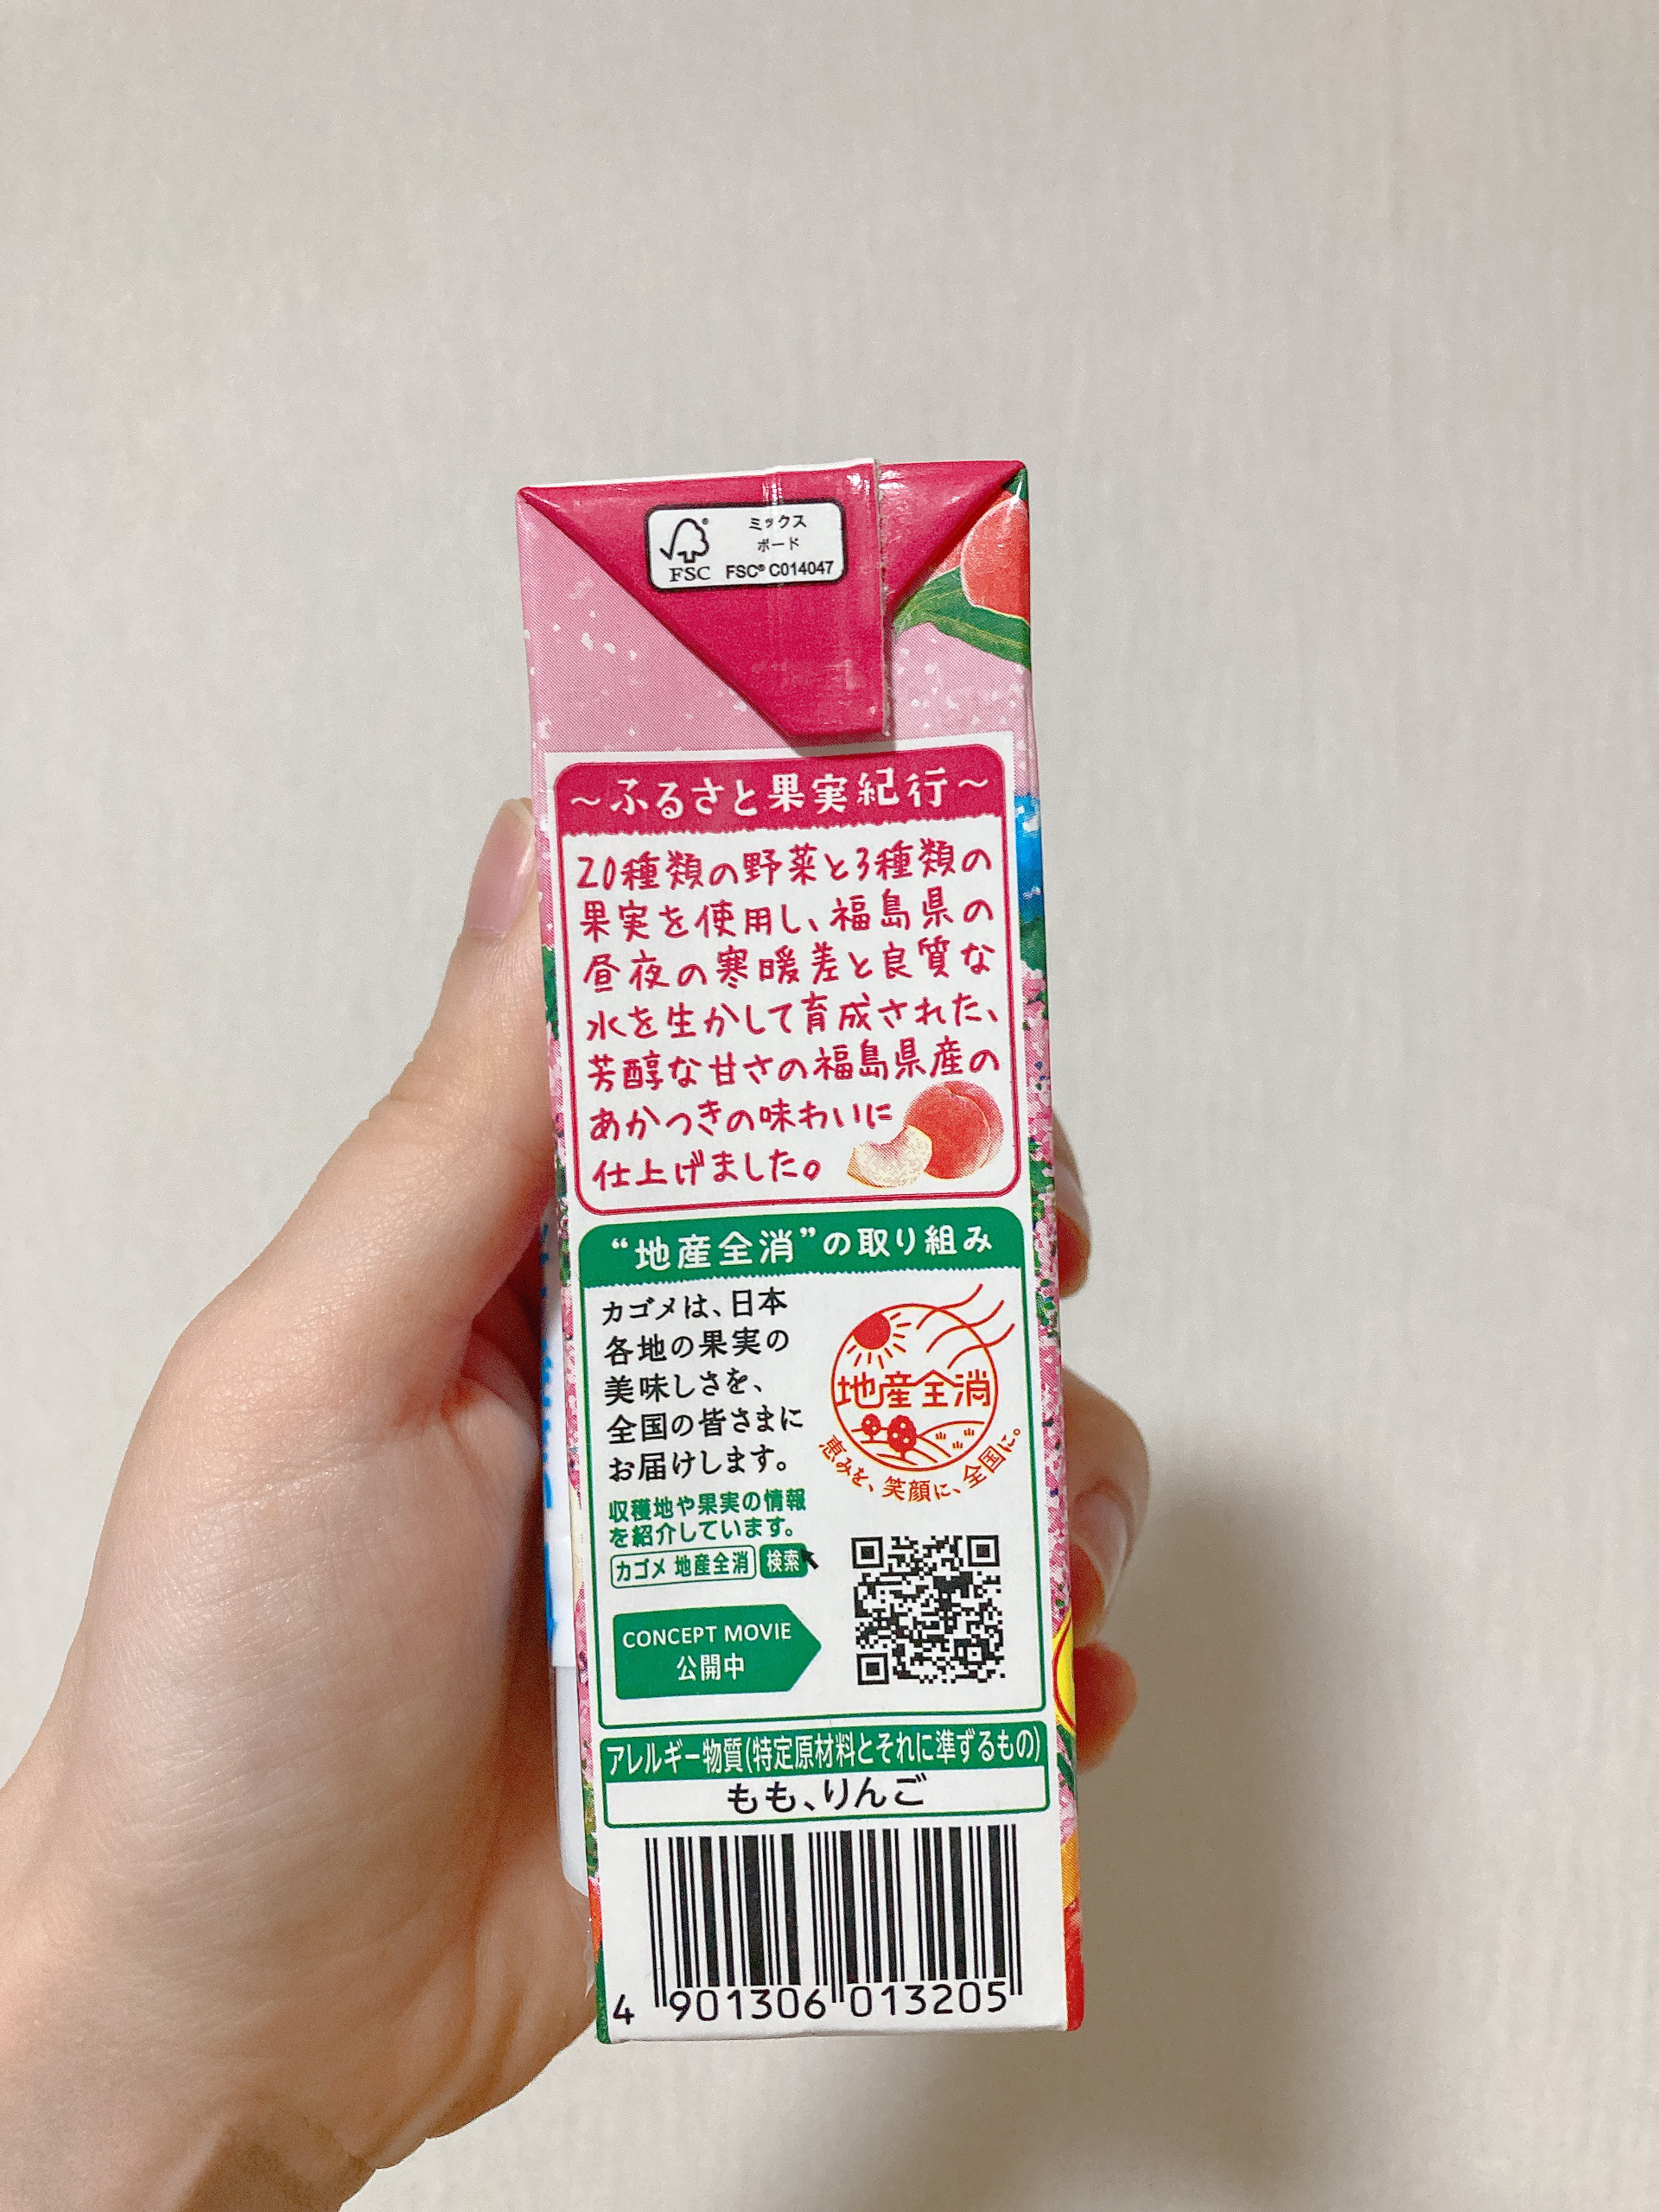 ミックス
ボード
FSC® C014047
FSC
～ふるさと果実紀行～
20種類の野菜と3種類の
果実を使用し、福島県の
昼夜の寒暖差と良質な
水を生かして育成された、
芳醇な甘さの福島県産の
あかつきの味わいに
仕上げました。
“地産全消”の取り組み
カゴメは、日本
各地の果実の
美味しさを、
全国の皆さまに
お届けします。
地産全消
恵みを、笑顔に、全国に。
収穫地や果実の情報
を紹介しています。
カゴメ 地産全消 検索
CONCEPT MOVIE
公開中
アレルギー物質(特定原材料とそれに準ずるもの)
もも、りんご
4 901306 013205